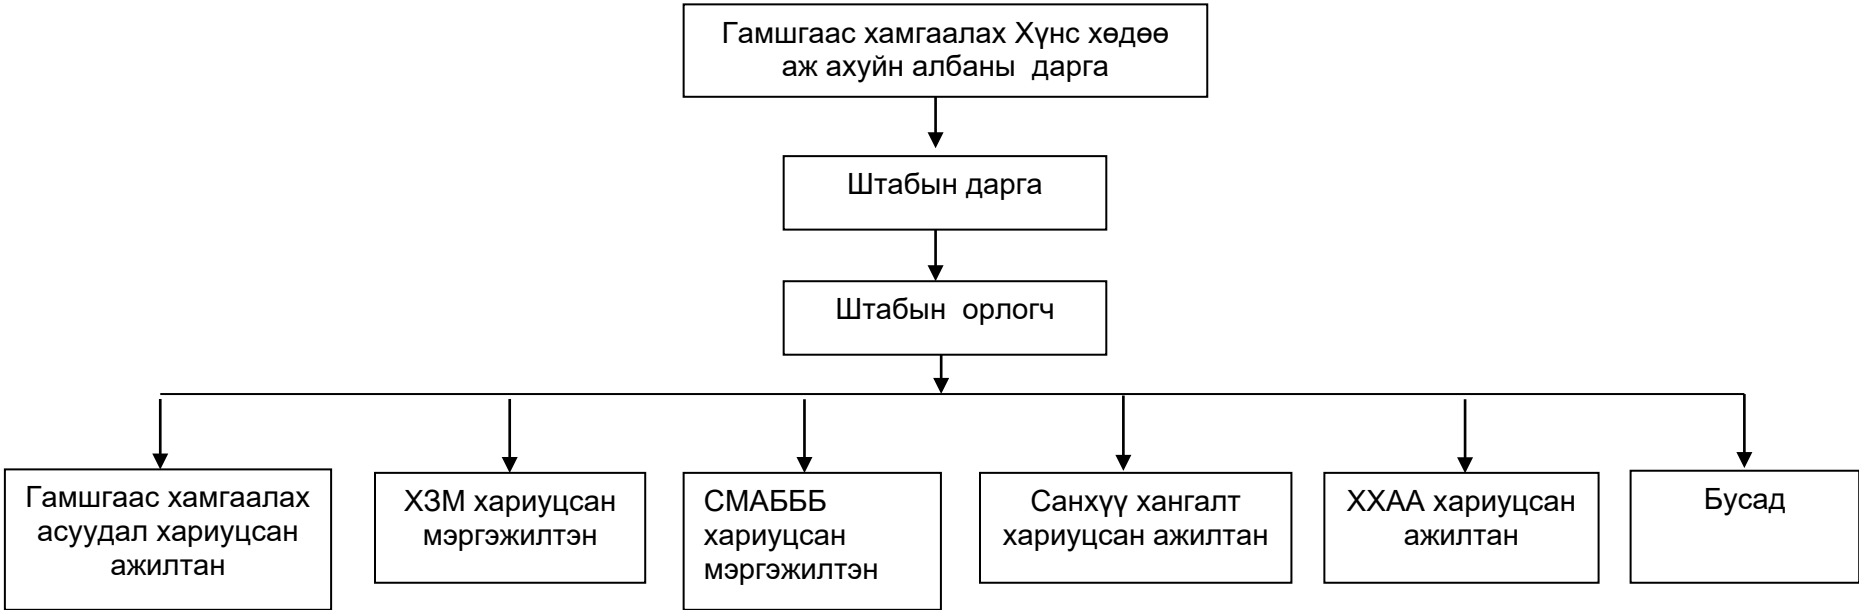 Гамшгаас хамгаалах Хүнс хөдөө
аж ахуйн албаны  дарга
Штабын дарга
Штабын  орлогч
Гамшгаас хамгаалах
асуудал хариуцсан
ажилтан
ХЗМ хариуцсан
мэргэжилтэн
СМАБББ
хариуцсан
мэргэжилтэн
Санхүү хангалт
хариуцсан ажилтан
ХХАА хариуцсан
ажилтан
Бусад